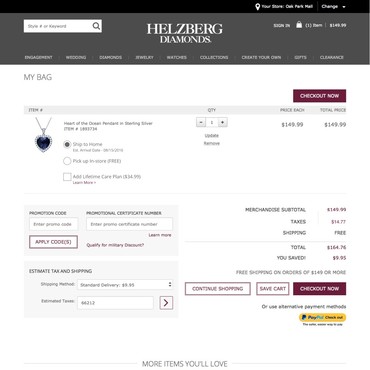 Your Store: Oak Park Mall Change
Style # or Keyword
HELZBERG
DIAMONDS.
SIGN IN (1) Item $149.99
ENGAGEMENT WEDDING DIAMONDS JEWELRY WATCHES COLLECTIONS CREATE YOUR OWN GIFTS CLEARANCE
MY BAG
CHECKOUT NOW
ITEM # QTY PRICE EACH TOTAL PRICE
Heart of the Ocean Pendant in Sterling Silver
ITEM #
- 1 + $149.99 $149.99
Update
Remove
Ship to Home
Pick up In-store (FREE)
Add Lifetime Care Plan ($34.99)
Learn More >
PROMOTION CODE PROMOTIONAL CERTIFICATE NUMBER
Enter promo code Enter promo certificate number
Learn more
APPLY CODE(S) Qualify for military Discount?
ESTIMATE TAX AND SHIPPING
Shipping Method: Standard Delivery: $9.95
Estimated Taxes: 66212
MERCHANDISE SUBTOTAL $149.99
TAXES $14.77
SHIPPING FREE
TOTAL $164.76
YOU SAVED! $9.95
FREE SHIPPING ON ORDERS OF $149 OR MORE
CONTINUE SHOPPING SAVE CART CHECKOUT NOW
Or use alternative payment methods
PayPal Check out
The safer, easier way to pay
MORE ITEMS YOU'LL LOVE